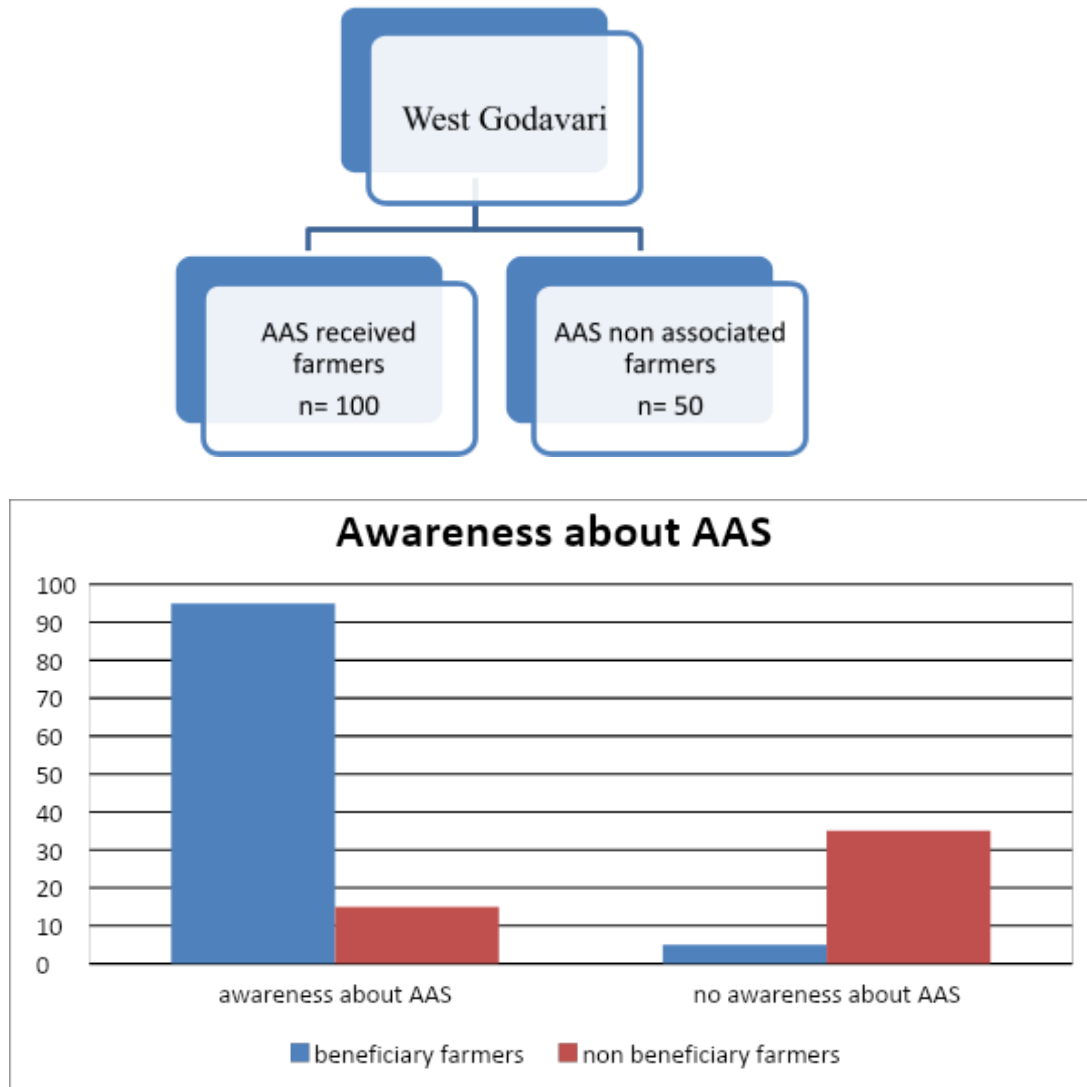 West Godavari
AAS received
farmers
n= 100
AAS non associated
farmers
n= 50
Awareness about AAS
100
90
80
70
60
50
40
30
20
10
0
awareness about AAS
no awareness about AAS
beneficiary farmers
non beneficiary farmers